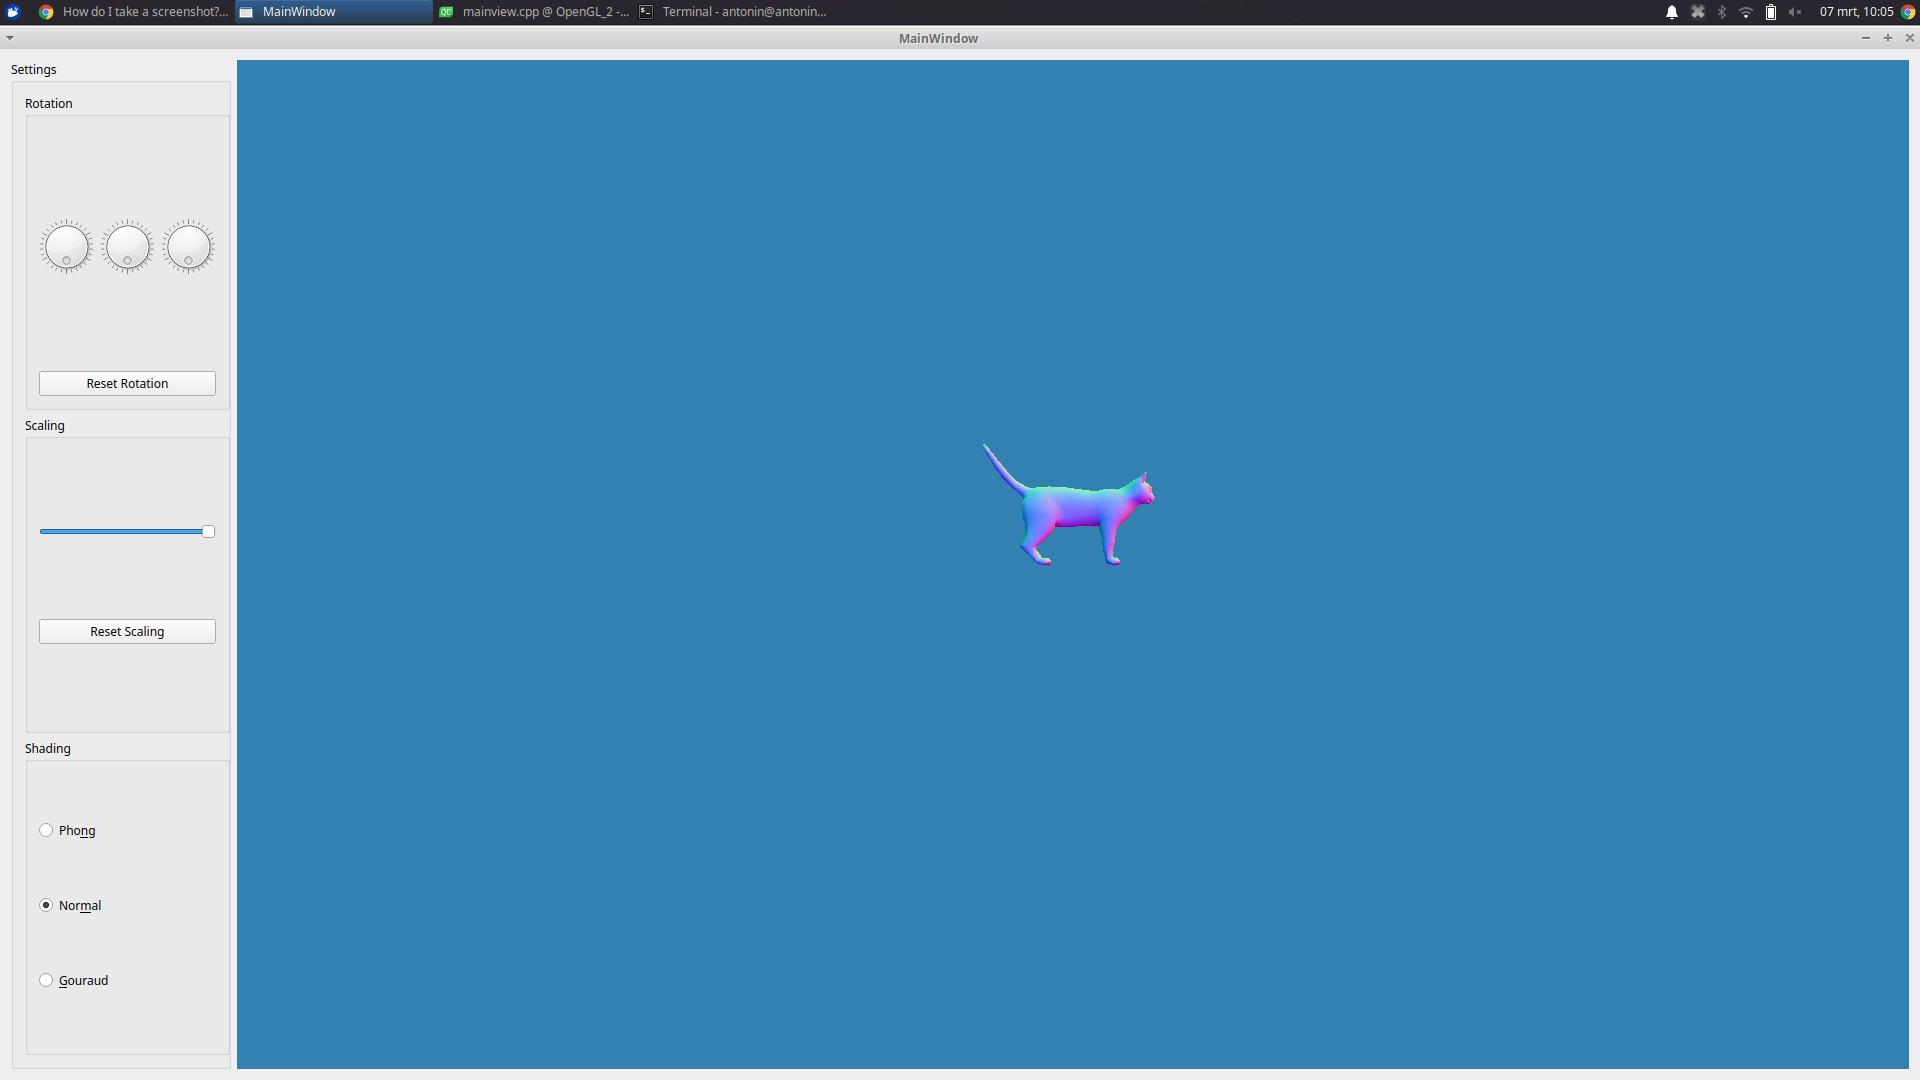 How do I take a screenshot?...
MainWindow
mainview.cpp @ OpenGL_2 -...
Terminal - antonin@antonin...
07 mrt, 10:05
MainWindow
Settings
Rotation
Reset Rotation
Scaling
Reset Scaling
Shading
Phong
Normal
Gouraud